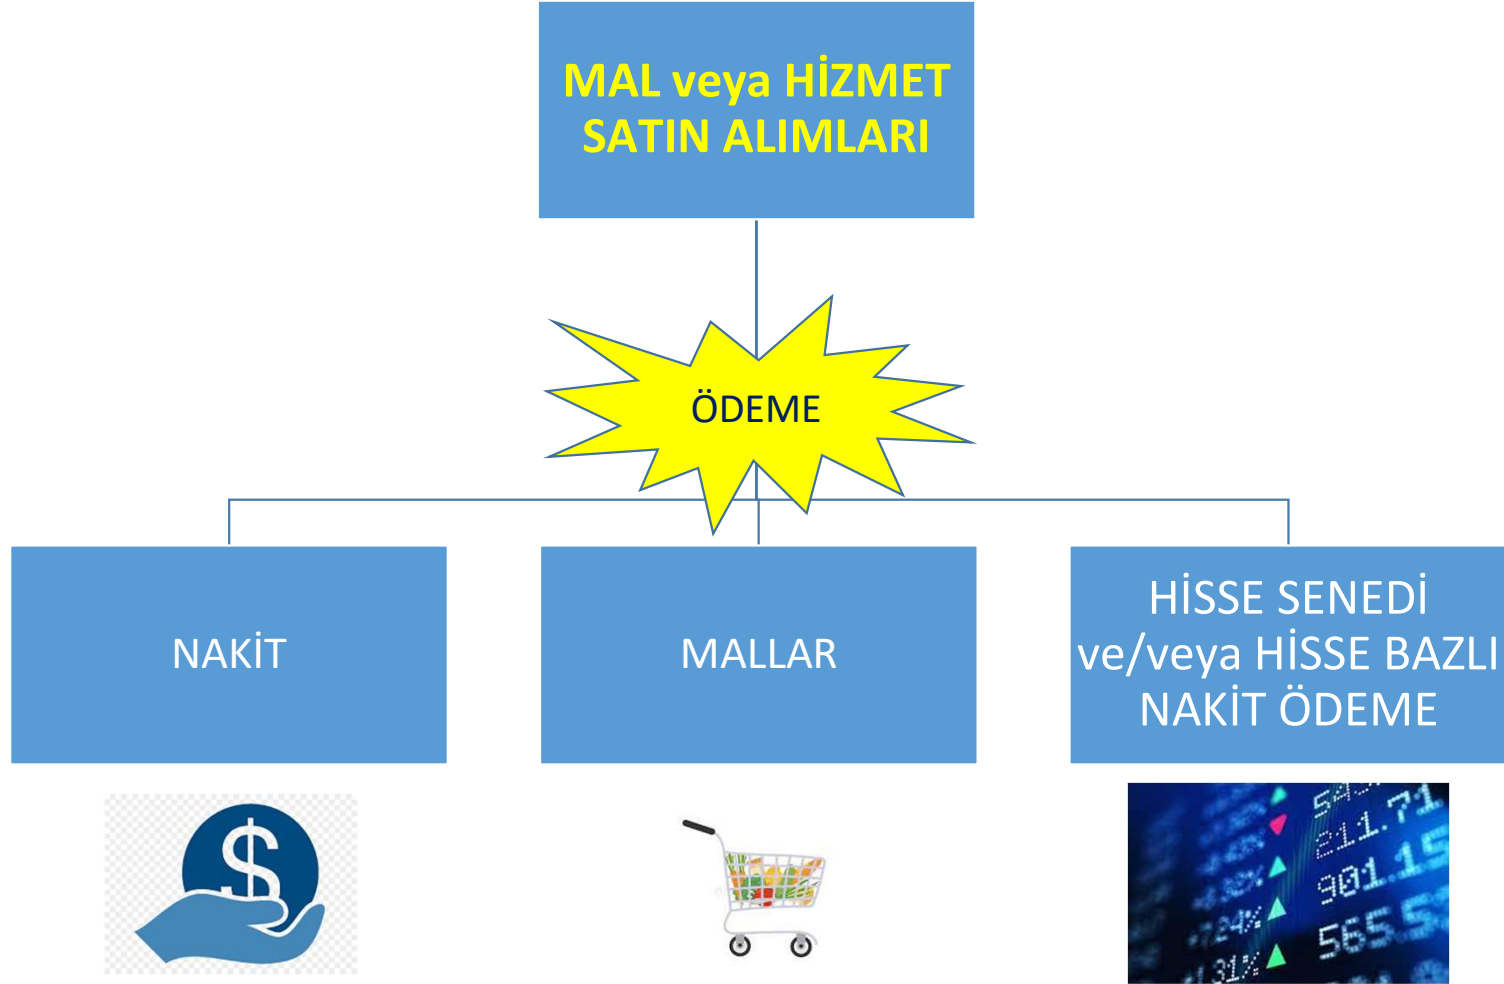 MAL veya HİZMET
SATIN ALIMLARI
ÖDEME
NAKİT
MALLAR
HİSSE SENEDİ
ve/veya HİSSE BAZLI
NAKİT ÖDEME
$
211.71
901.15
565.5